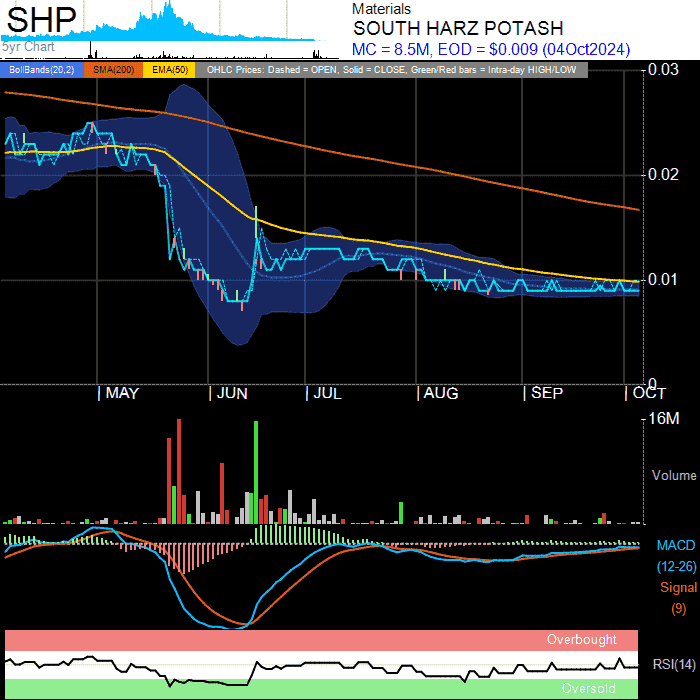 SHP
5yr Chart
Materials
SOUTH HARZ POTASH
MC = 8.5M, EOD = $0.009 (04Oct2024)
BollBands(20,2) SMA(200) EMA(50) OHLC Prices: Dashed = OPEN, Solid = CLOSE, Green/Red bars = Intra-day HIGH/LOW
0.03
0.02
0.01
0
MAY JUN JUL AUG SEP OCT
16M
Volume
MACD
(12-26)
Signal
(9)
Overbought
RSI(14)
Oversold